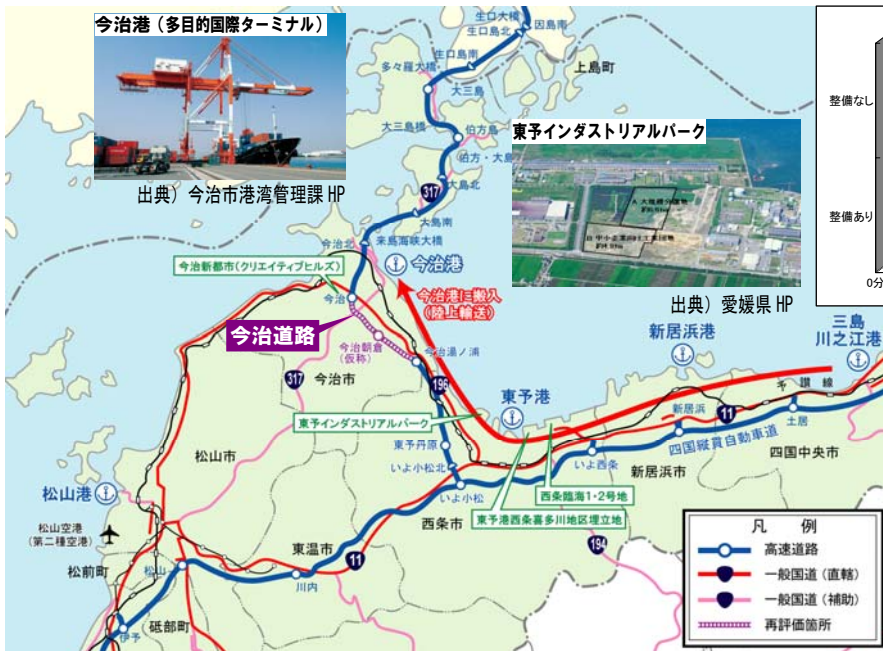 今治港(多目的国際ターミナル)
出典）今治市港湾管理課 HP
生口大橋
生口島北
因島南
生口島南
多々羅大橋
上島町
大三島
大三島橋
伯方島
伯方・大島
大島北
317
大島南
来島海峡大橋
今治北
今治港
東予インダストリアルパーク
出典）愛媛県 HP
整備なし
整備あり
0分
今治新都市(クリエイティブヒルズ)
今治
今治港に搬入
(陸上輸送)
今治道路
今治朝倉
(仮称)
今治湯ノ浦
317
今治市
196
新居浜港
三島
川之江港
予讃線
東予港
東予インダストリアルパーク
新居浜
11
土居
東予丹原
四国縦貫自動車道
いよ西条
四国中央市
松山市
いよ小松北
新居浜市
松山港
いよ小松
西条臨海1・2号地
西条市
東予港西条喜多川地区埋立地
松山空港
(第二種空港)
東温市
11
194
松前町
松山
川内
砥部町
伊予
凡 例
高速道路
一般国道(直轄)
一般国道(補助)
再評価箇所